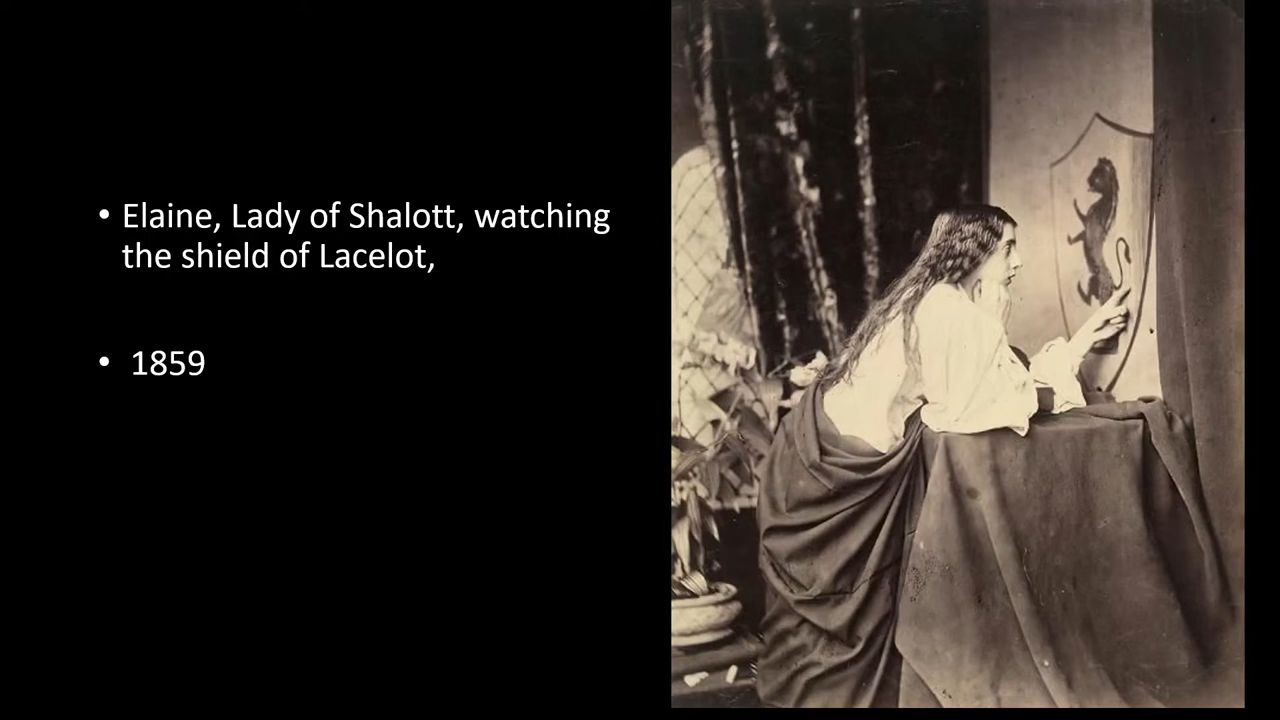 • Elaine, Lady of Shalott, watching
the shield of Lacelot,
• 1859